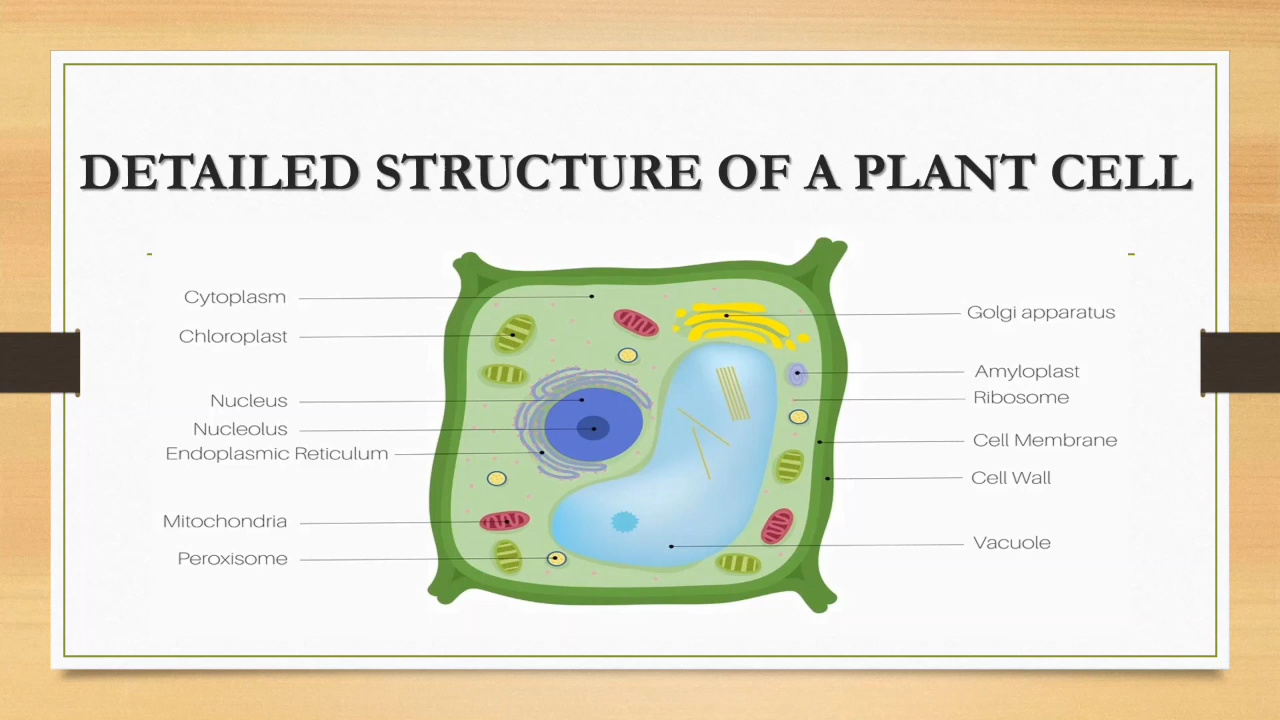 DETAILED STRUCTURE OF A PLANT CELL
Cytoplasm
Chloroplast
Nucleus
Nucleolus
Endoplasmic Reticulum
Mitochondria
Peroxisome
Golgi apparatus
Amyloplast
Ribosome
Cell Membrane
Cell Wall
Vacuole